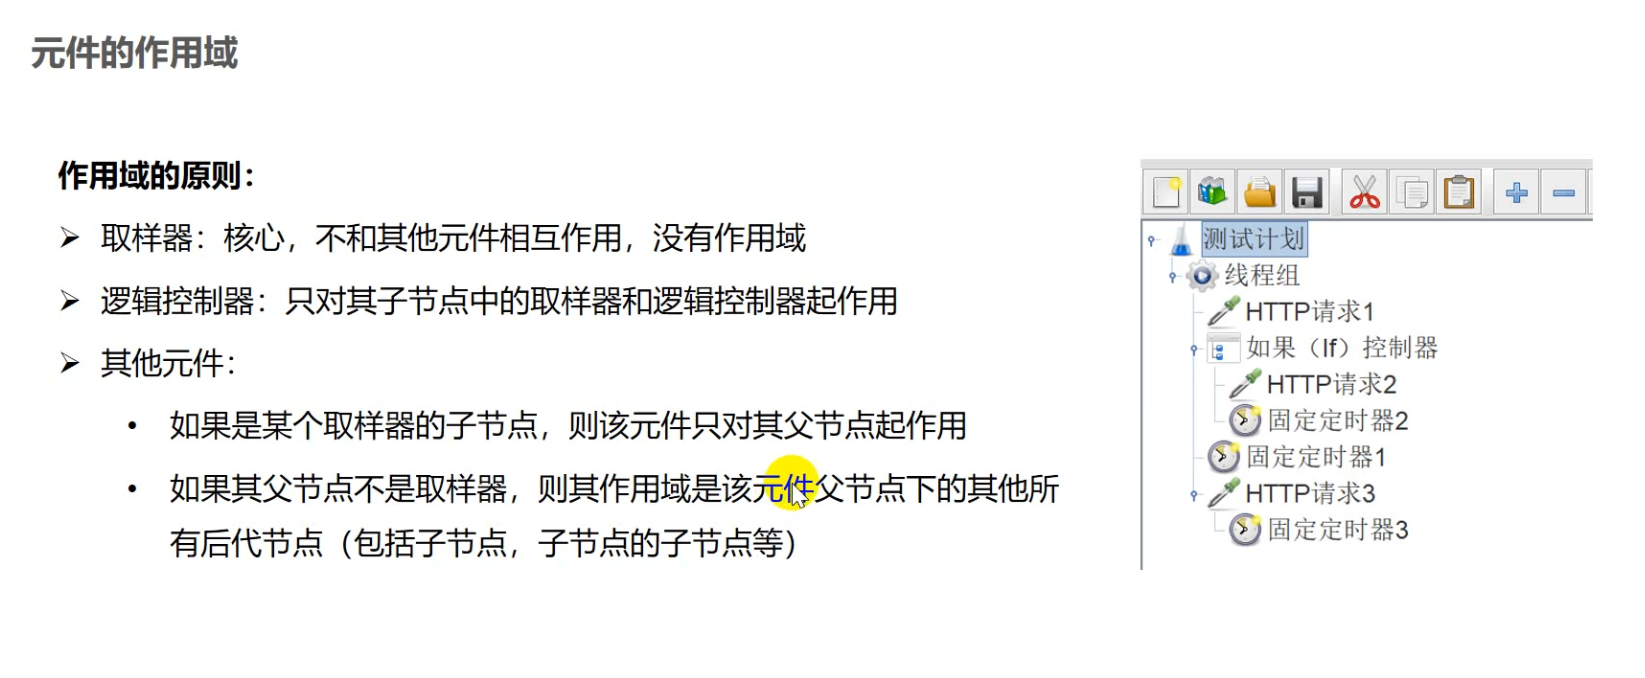 元件的作用域
作用域的原则：
取样器：核心，不和其他元件相互作用，没有作用域
逻辑控制器：只对其子节点中的取样器和逻辑控制器起作用
其他元件：
如果是某个取样器的子节点，则该元件只对其父节点起作用
如果其父节点不是取样器，则其作用域是该元件父节点下的其他所
有后代节点（包括子节点，子节点的子节点等）
测试计划
线程组
HTTP请求1
如果（If）控制器
HTTP请求2
固定定时器2
固定定时器1
HTTP请求3
固定定时器3